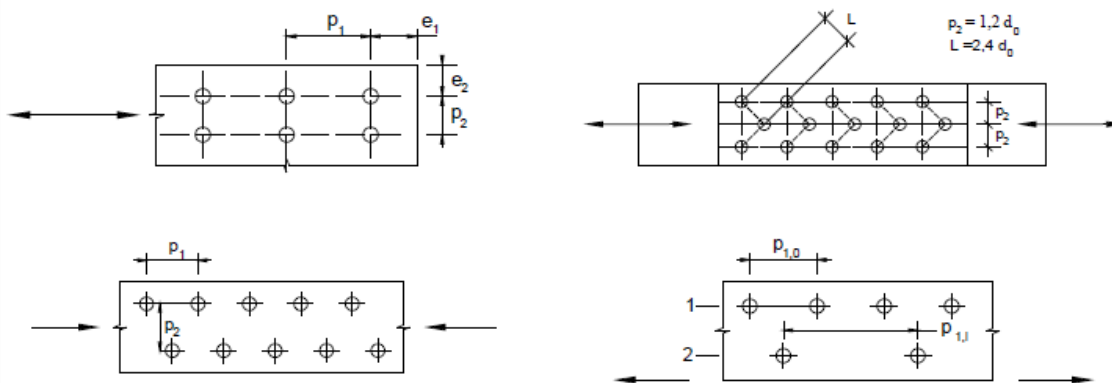 p₁
e₁
e₂
p₂
L
p₂ = 1,2 d₀
L =2,4 d₀
p₂
p₂
p₁
p₂
p₁,₀
1
p₁,ₗ
2